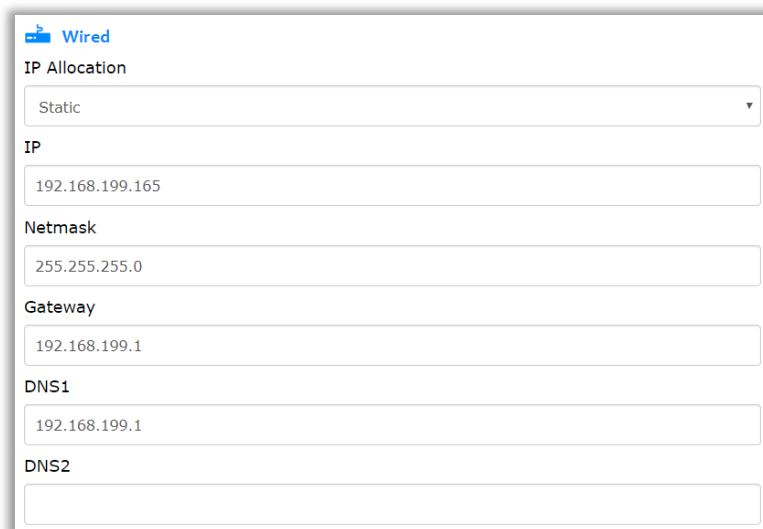 Wired
IP Allocation
Static
IP
192.168.199.165
Netmask
255.255.255.0
Gateway
192.168.199.1
DNS1
192.168.199.1
DNS2